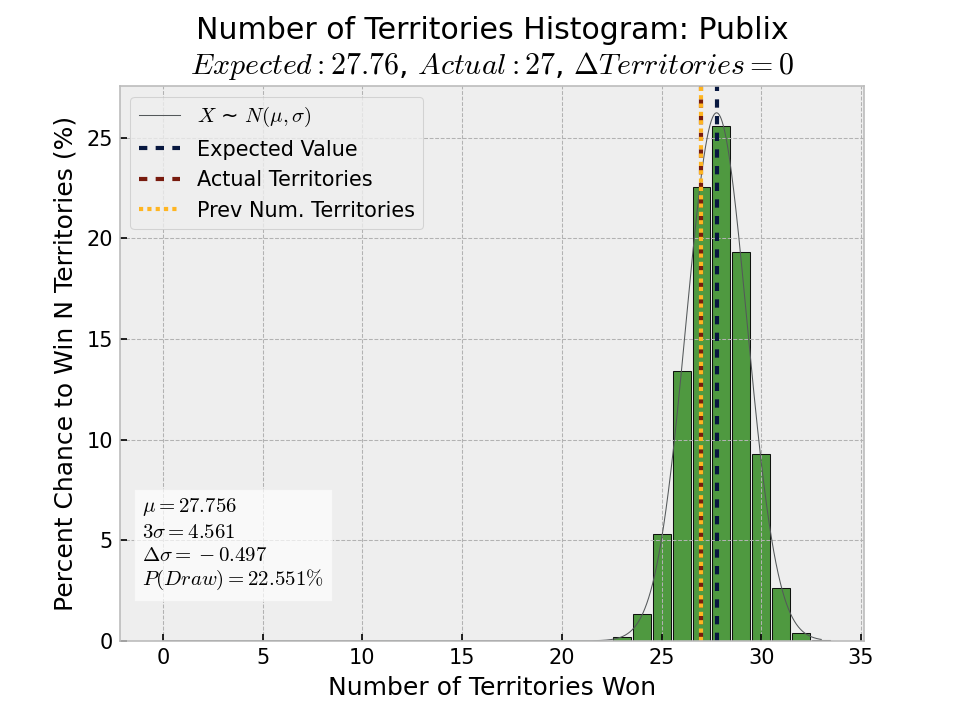 Number of Territories Histogram: Publix
Expected : 27.76, Actual : 27, ΔTerritories = 0
X ~ N(μ, σ)
Expected Value
Actual Territories
Prev Num. Territories
Percent Chance to Win N Territories (%)
25
20
15
10
5
0
μ = 27.756
3σ = 4.561
Δσ = −0.497
P(Draw) = 22.551%
0 5 10 15 20 25 30 35
Number of Territories Won